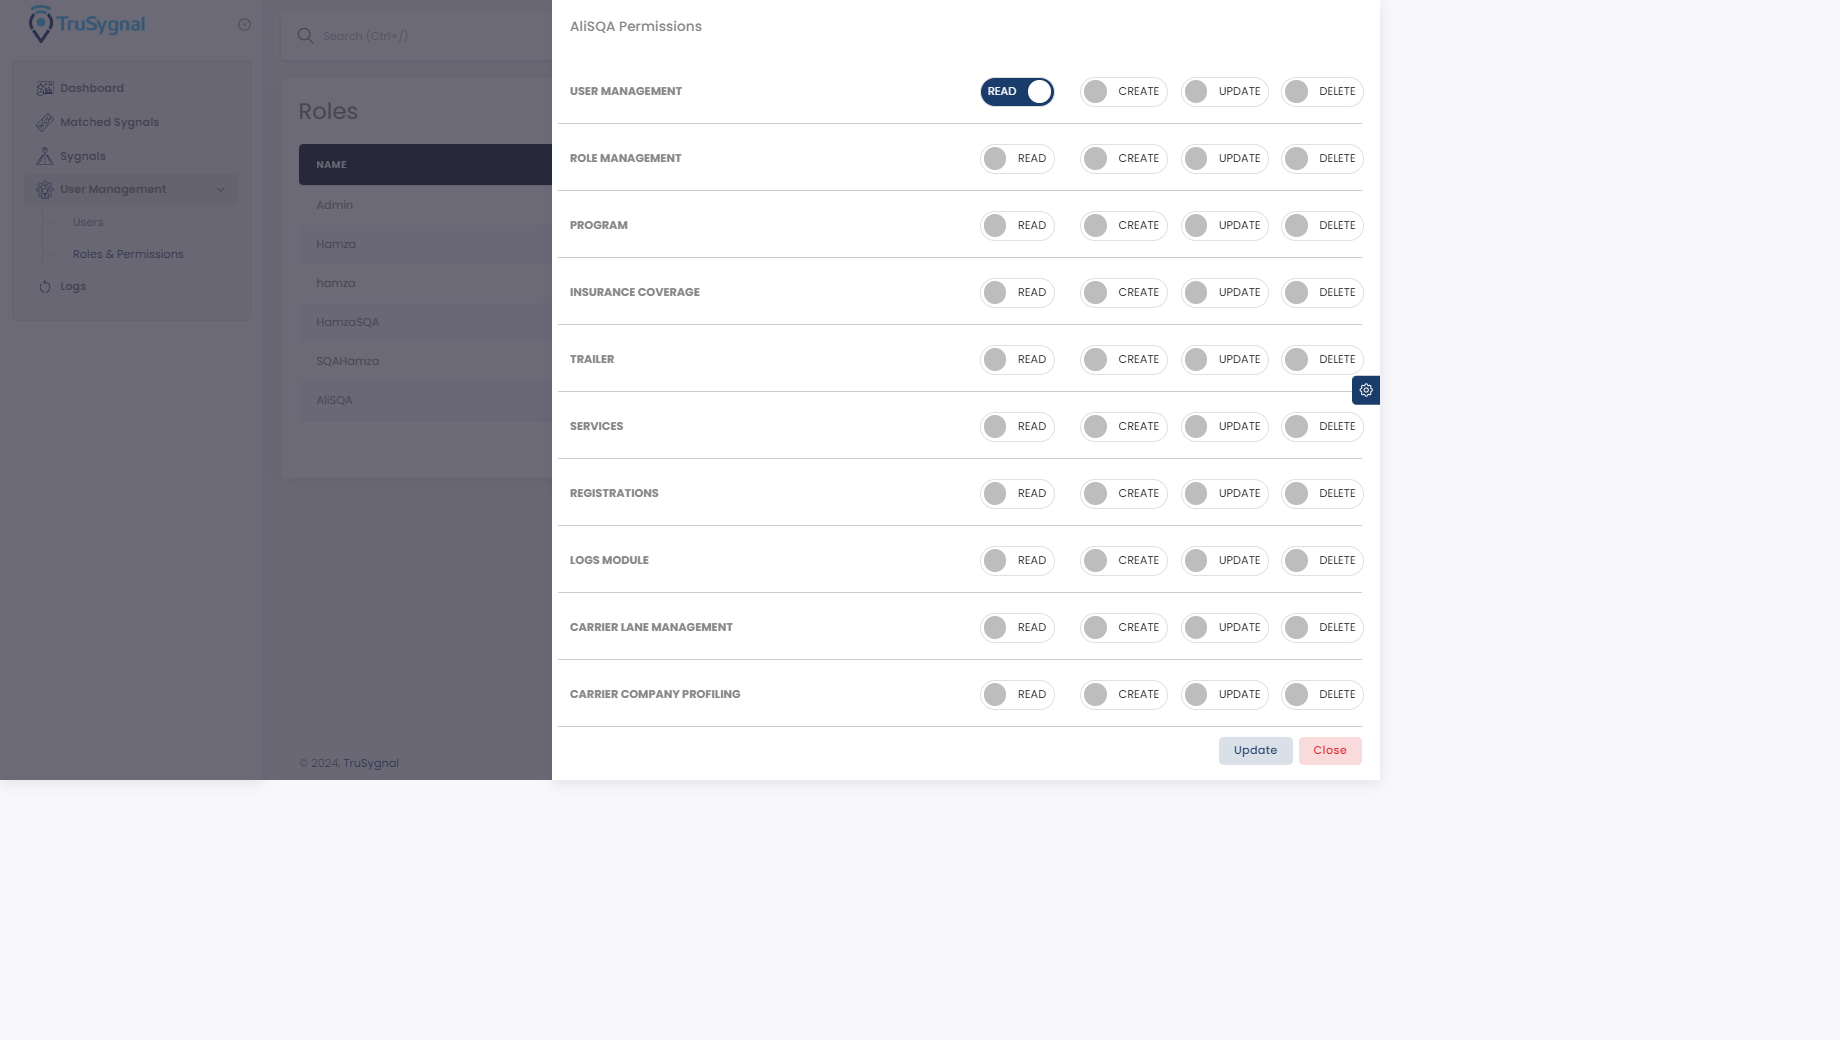 TruSygnal
Search (Ctrl+/)
Dashboard
Matched Sygnals
Sygnals
User Management
Users
Roles & Permissions
Logs
Roles
NAME
Admin
Hamza
hamza
HamzaSQA
SQAHamza
AliSQA
© 2024, TruSygnal
AliSQA Permissions
USER MANAGEMENT READ CREATE UPDATE DELETE
ROLE MANAGEMENT READ CREATE UPDATE DELETE
PROGRAM READ CREATE UPDATE DELETE
INSURANCE COVERAGE READ CREATE UPDATE DELETE
TRAILER READ CREATE UPDATE DELETE
SERVICES READ CREATE UPDATE DELETE
REGISTRATIONS READ CREATE UPDATE DELETE
LOGS MODULE READ CREATE UPDATE DELETE
CARRIER LANE MANAGEMENT READ CREATE UPDATE DELETE
CARRIER COMPANY PROFILING READ CREATE UPDATE DELETE
Update Close